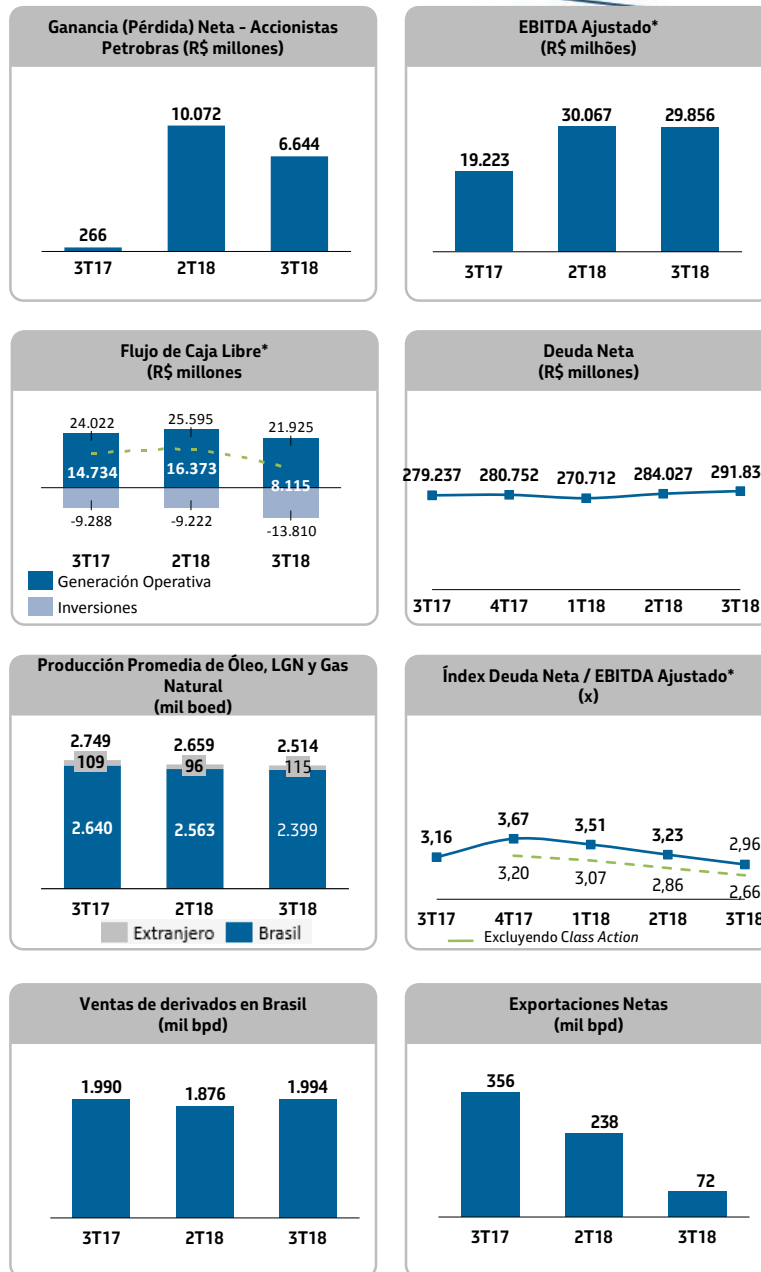 Ganancia (Pérdida) Neta - Accionistas
Petrobras (R$ millones)
10.072
6.644
266
3T17 2T18 3T18
EBITDA Ajustado*
(R$ milhões)
30.067 29.856
19.223
3T17 2T18 3T18
Flujo de Caja Libre*
(R$ millones
24.022 25.595 21.925
14.734 16.373 8.115
-9.288 -9.222 -13.810
3T17 2T18 3T18
Generación Operativa
Inversiones
Deuda Neta
(R$ millones)
279.237 280.752 270.712 284.027 291.83
3T17 4T17 1T18 2T18 3T18
Producción Promedia de Óleo, LGN y Gas
Natural
(mil boed)
2.749 2.659 2.514
109 96 115
2.640 2.563 2.399
3T17 2T18 3T18
Extranjero Brasil
Índex Deuda Neta / EBITDA Ajustado*
(x)
3,16 3,67 3,51 3,23 2,96
3,20 3,07 2,86 2,66
3T17 4T17 1T18 2T18 3T18
Excluyendo Class Action
Ventas de derivados en Brasil
(mil bpd)
1.990 1.876 1.994
3T17 2T18 3T18
Exportaciones Netas
(mil bpd)
356
238
72
3T17 2T18 3T18